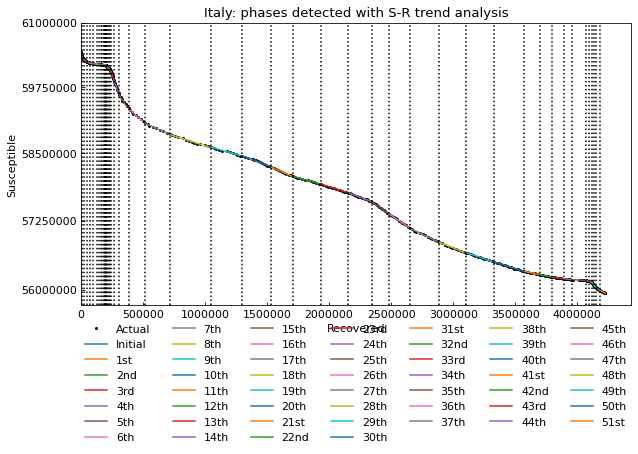 Italy: phases detected with S-R trend analysis
61000000
59750000
58500000
57250000
56000000
Susceptible
0 500000 1000000 1500000 2000000 2500000 3000000 3500000 4000000
Recovered
Actual 7th 15th 23rd 31st 38th 45th
Initial 8th 16th 24th 32nd 39th 46th
1st 9th 17th 25th 33rd 40th 47th
2nd 10th 18th 26th 34th 41st 48th
3rd 11th 19th 27th 35th 42nd 49th
4th 12th 20th 28th 36th 43rd 50th
5th 13th 21st 29th 37th 44th 51st
6th 14th 22nd 30th